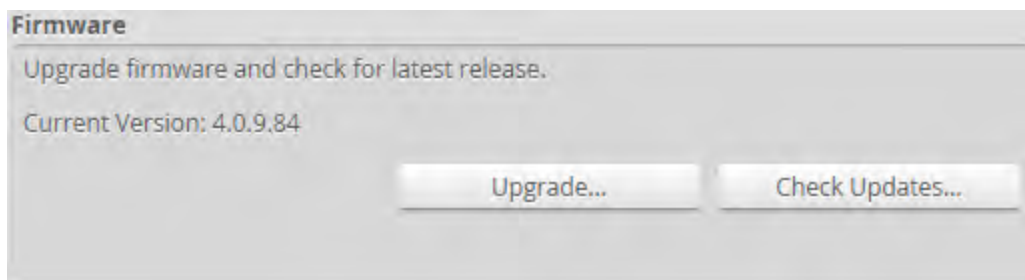 Firmware
Upgrade firmware and check for latest release.
Current Version: 4.0.9.84
Upgrade... Check Updates...